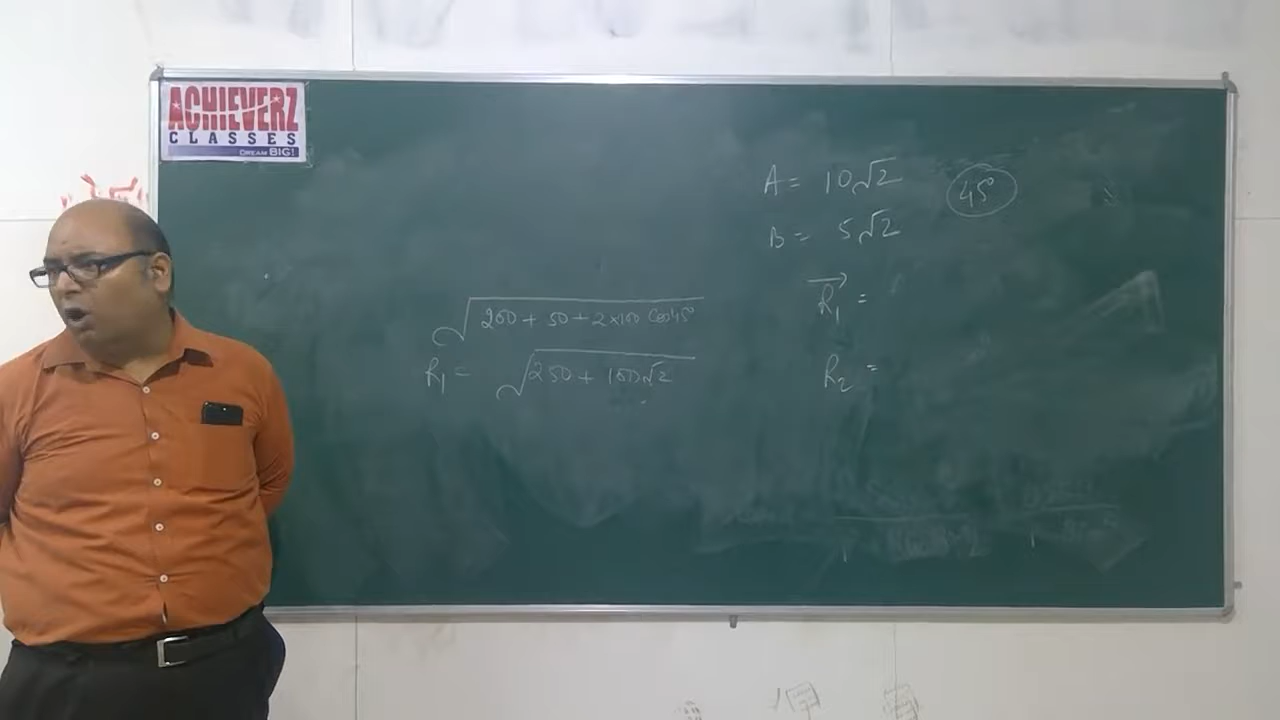 ACHIEVERZ
CLASSES
DREAM BIG!
A = 10√2
45°
B = 5√2
R₁⃗ =
R₂ =
√(200 + 50 + 2×100 Cos45°)
R₁ = √(250 + 100√2)